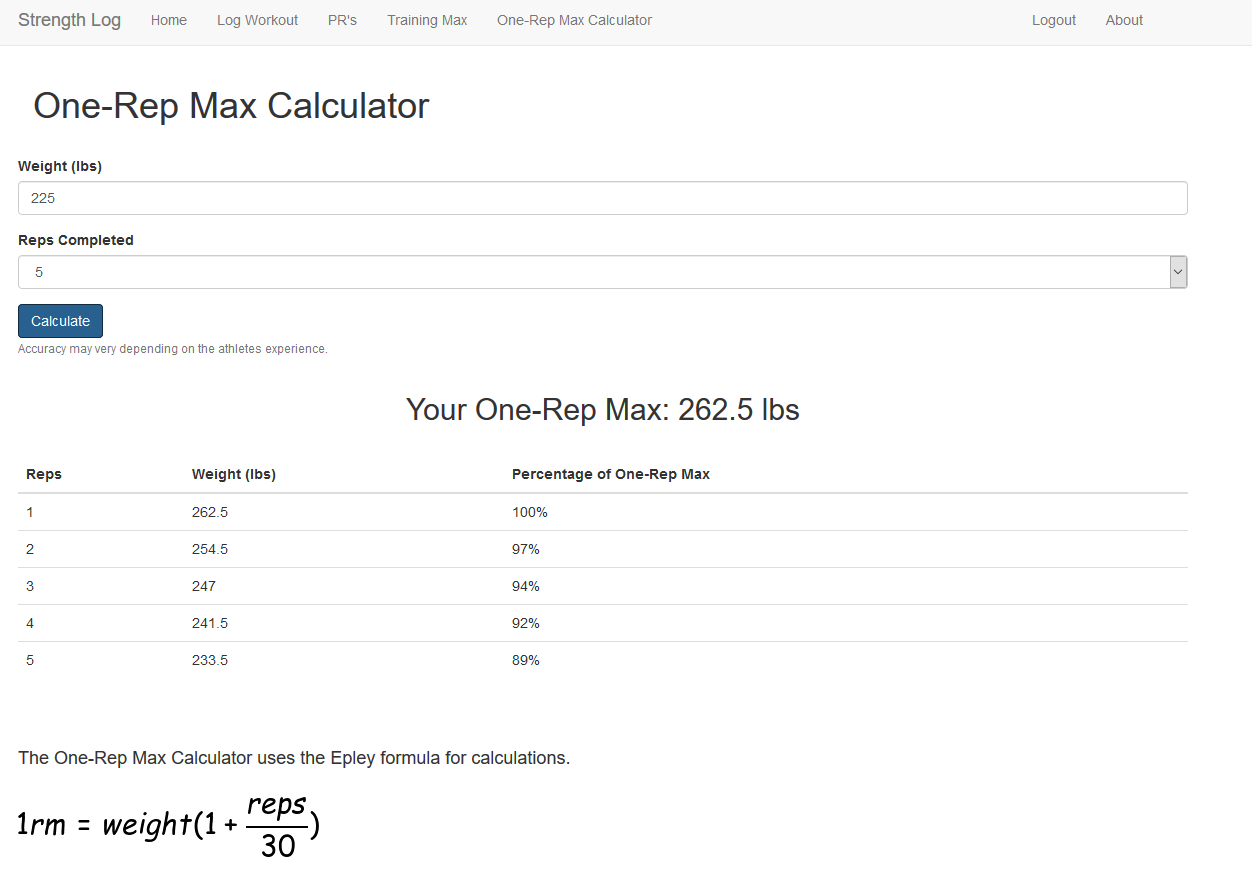 Strength Log Home Log Workout PR's Training Max One-Rep Max Calculator Logout About
One-Rep Max Calculator
Weight (lbs)
225
Reps Completed
5
Calculate
Accuracy may very depending on the athletes experience.
Your One-Rep Max: 262.5 lbs
Reps Weight (lbs) Percentage of One-Rep Max
1 262.5 100%
2 254.5 97%
3 247 94%
4 241.5 92%
5 233.5 89%
The One-Rep Max Calculator uses the Epley formula for calculations.
1rm = weight(1 + reps/30)